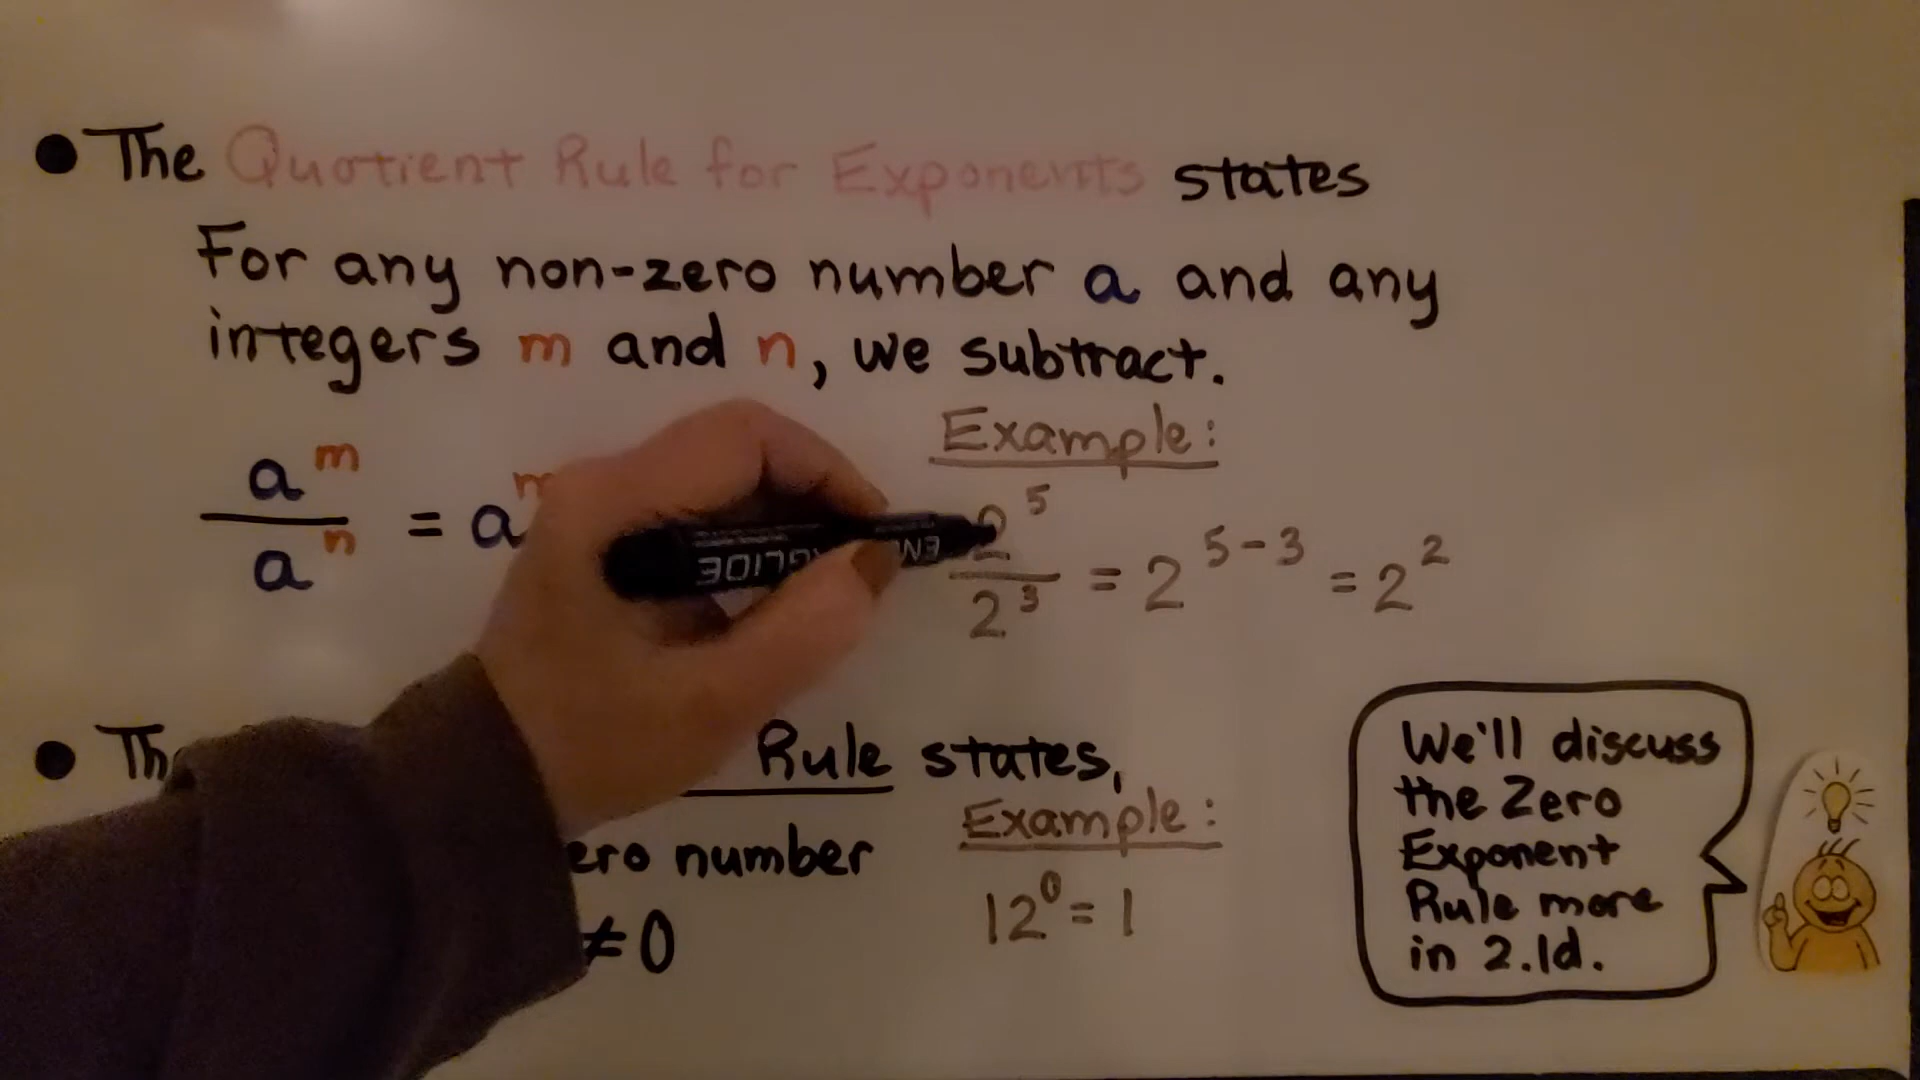 • The Quotient Rule for Exponents states
For any non-zero number a and any
integers m and n, we subtract.
a^m / a^n = a^m
Example:
2^5 / 2^3 = 2^(5-3) = 2^2
GLIDE
• Rule states,
number
≠ 0
Example:
12^0 = 1
We'll discuss
the Zero
Exponent
Rule more
in 2.1d.